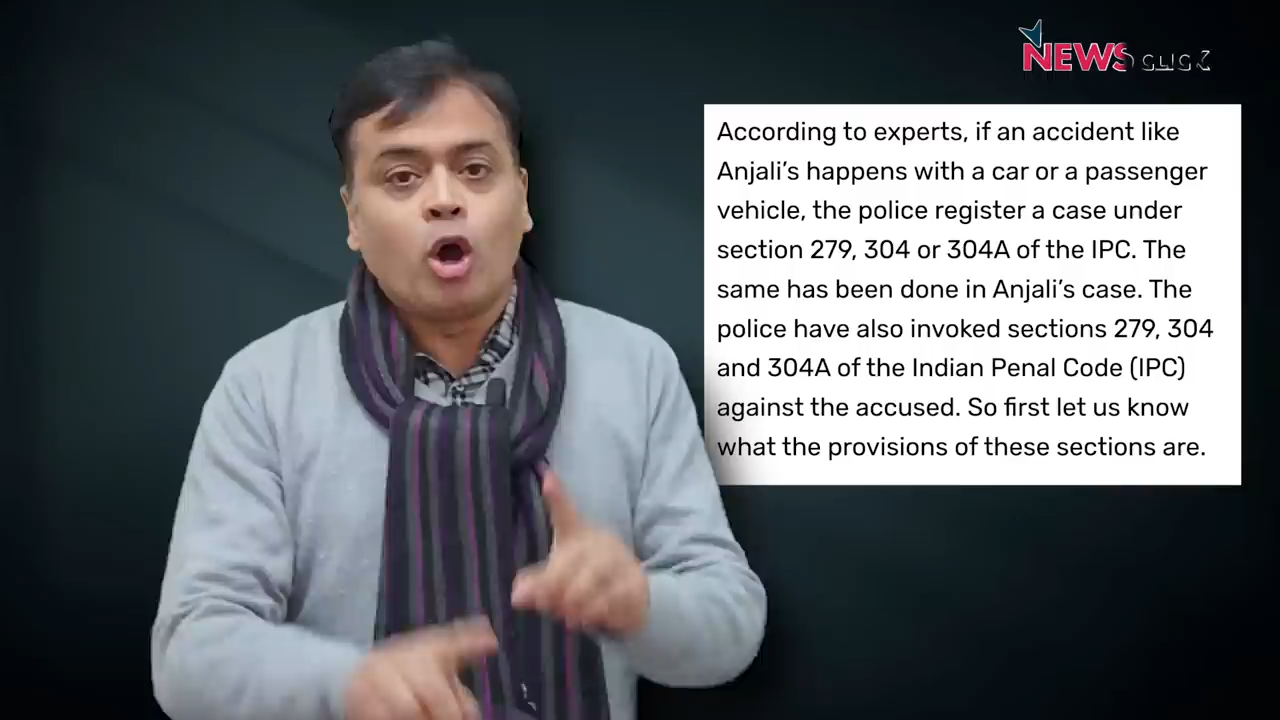 NEWS CLICK
According to experts, if an accident like
Anjali's happens with a car or a passenger
vehicle, the police register a case under
section 279, 304 or 304A of the IPC. The
same has been done in Anjali's case. The
police have also invoked sections 279, 304
and 304A of the Indian Penal Code (IPC)
against the accused. So first let us know
what the provisions of these sections are.